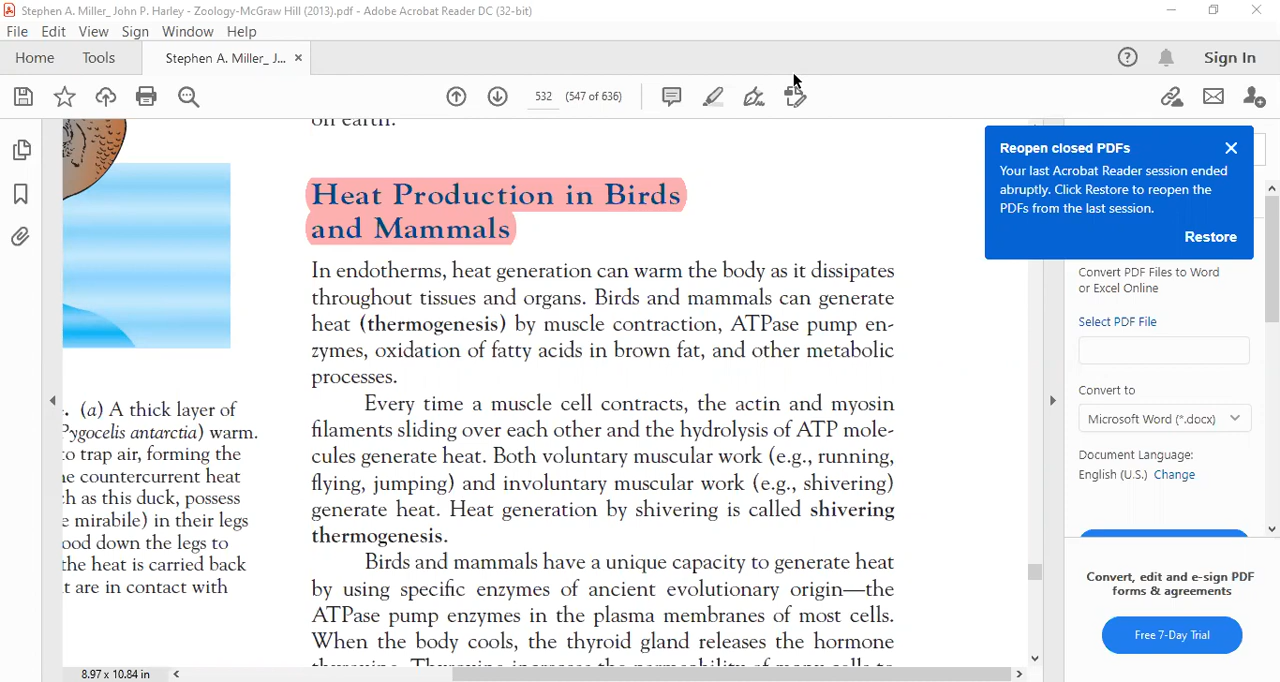 Stephen A. Miller_ John P. Harley - Zoology-McGraw Hill (2013).pdf - Adobe Acrobat Reader DC (32-bit)
File Edit View Sign Window Help
Home Tools Stephen A. Miller_ J... × Sign In
532 (547 of 636)
on earth.
Heat Production in Birds
and Mammals
In endotherms, heat generation can warm the body as it dissipates
throughout tissues and organs. Birds and mammals can generate
heat (thermogenesis) by muscle contraction, ATPase pump en-
zymes, oxidation of fatty acids in brown fat, and other metabolic
processes.
Every time a muscle cell contracts, the actin and myosin
filaments sliding over each other and the hydrolysis of ATP mole-
cules generate heat. Both voluntary muscular work (e.g., running,
flying, jumping) and involuntary muscular work (e.g., shivering)
generate heat. Heat generation by shivering is called shivering
thermogenesis.
Birds and mammals have a unique capacity to generate heat
by using specific enzymes of ancient evolutionary origin—the
ATPase pump enzymes in the plasma membranes of most cells.
When the body cools, the thyroid gland releases the hormone
. (a) A thick layer of
Pygocelis antarctia) warm.
to trap air, forming the
countercurrent heat
as this duck, possess
mirabile) in their legs
down the legs to
the heat is carried back
are in contact with
8.97 x 10.84 in
Reopen closed PDFs
Your last Acrobat Reader session ended
abruptly. Click Restore to reopen the
PDFs from the last session.
Restore
Convert PDF Files to Word
or Excel Online
Select PDF File
Convert to
Microsoft Word (*.docx)
Document Language:
English (U.S.) Change
Convert, edit and e-sign PDF
forms & agreements
Free 7-Day Trial